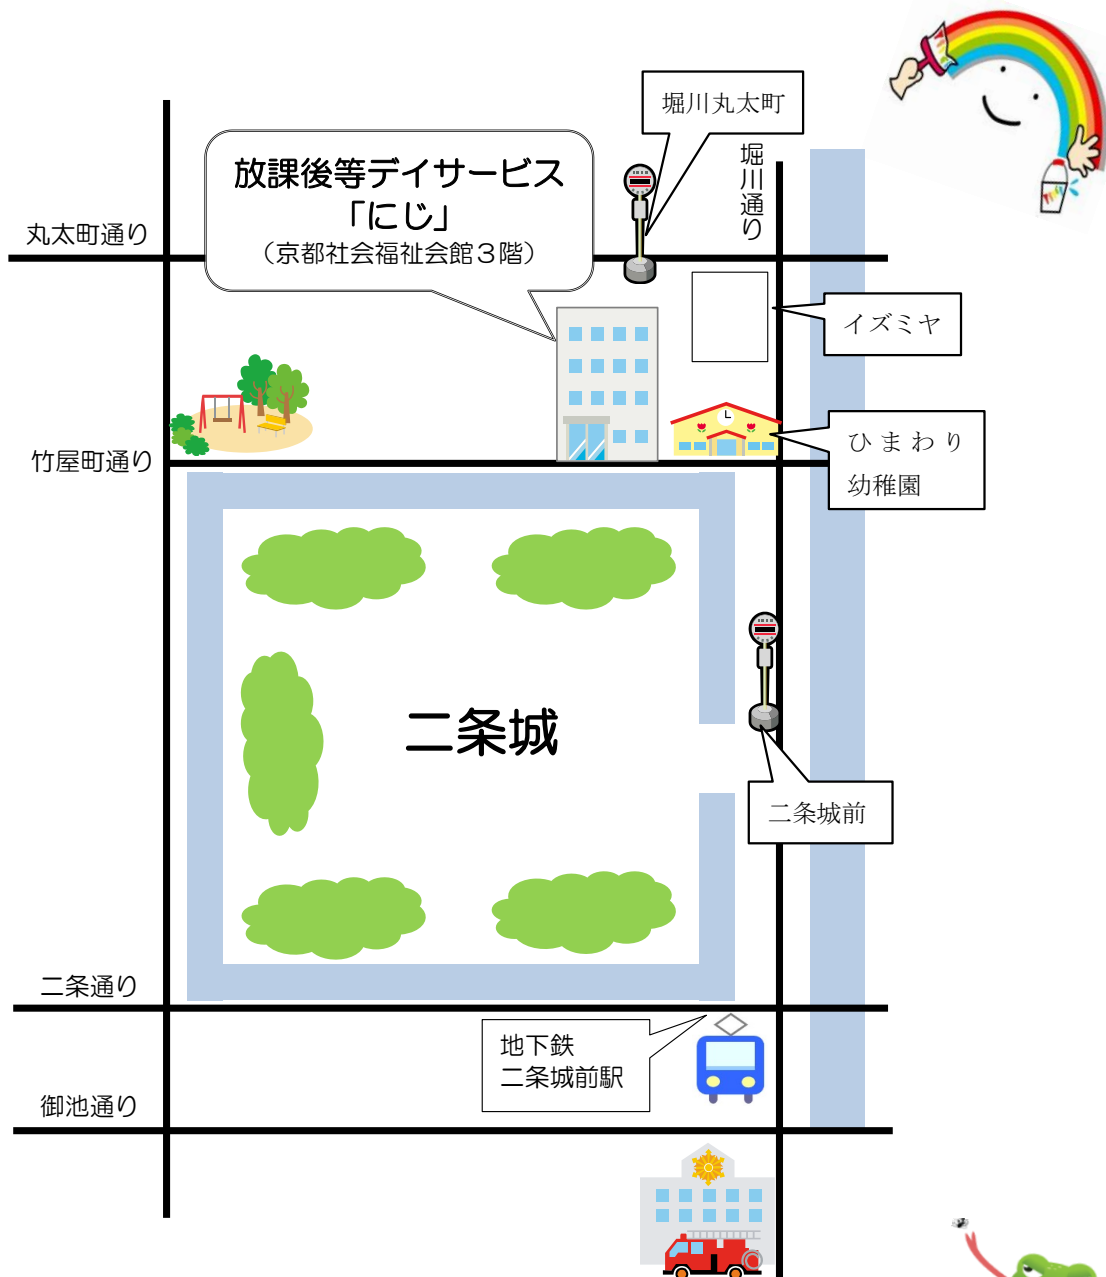 堀川丸太町
放課後等デイサービス
「にじ」
（京都社会福祉会館３階）
堀川通り
丸太町通り
イズミヤ
ひまわり
幼稚園
竹屋町通り
二条城
二条城前
二条通り
地下鉄
二条城前駅
御池通り